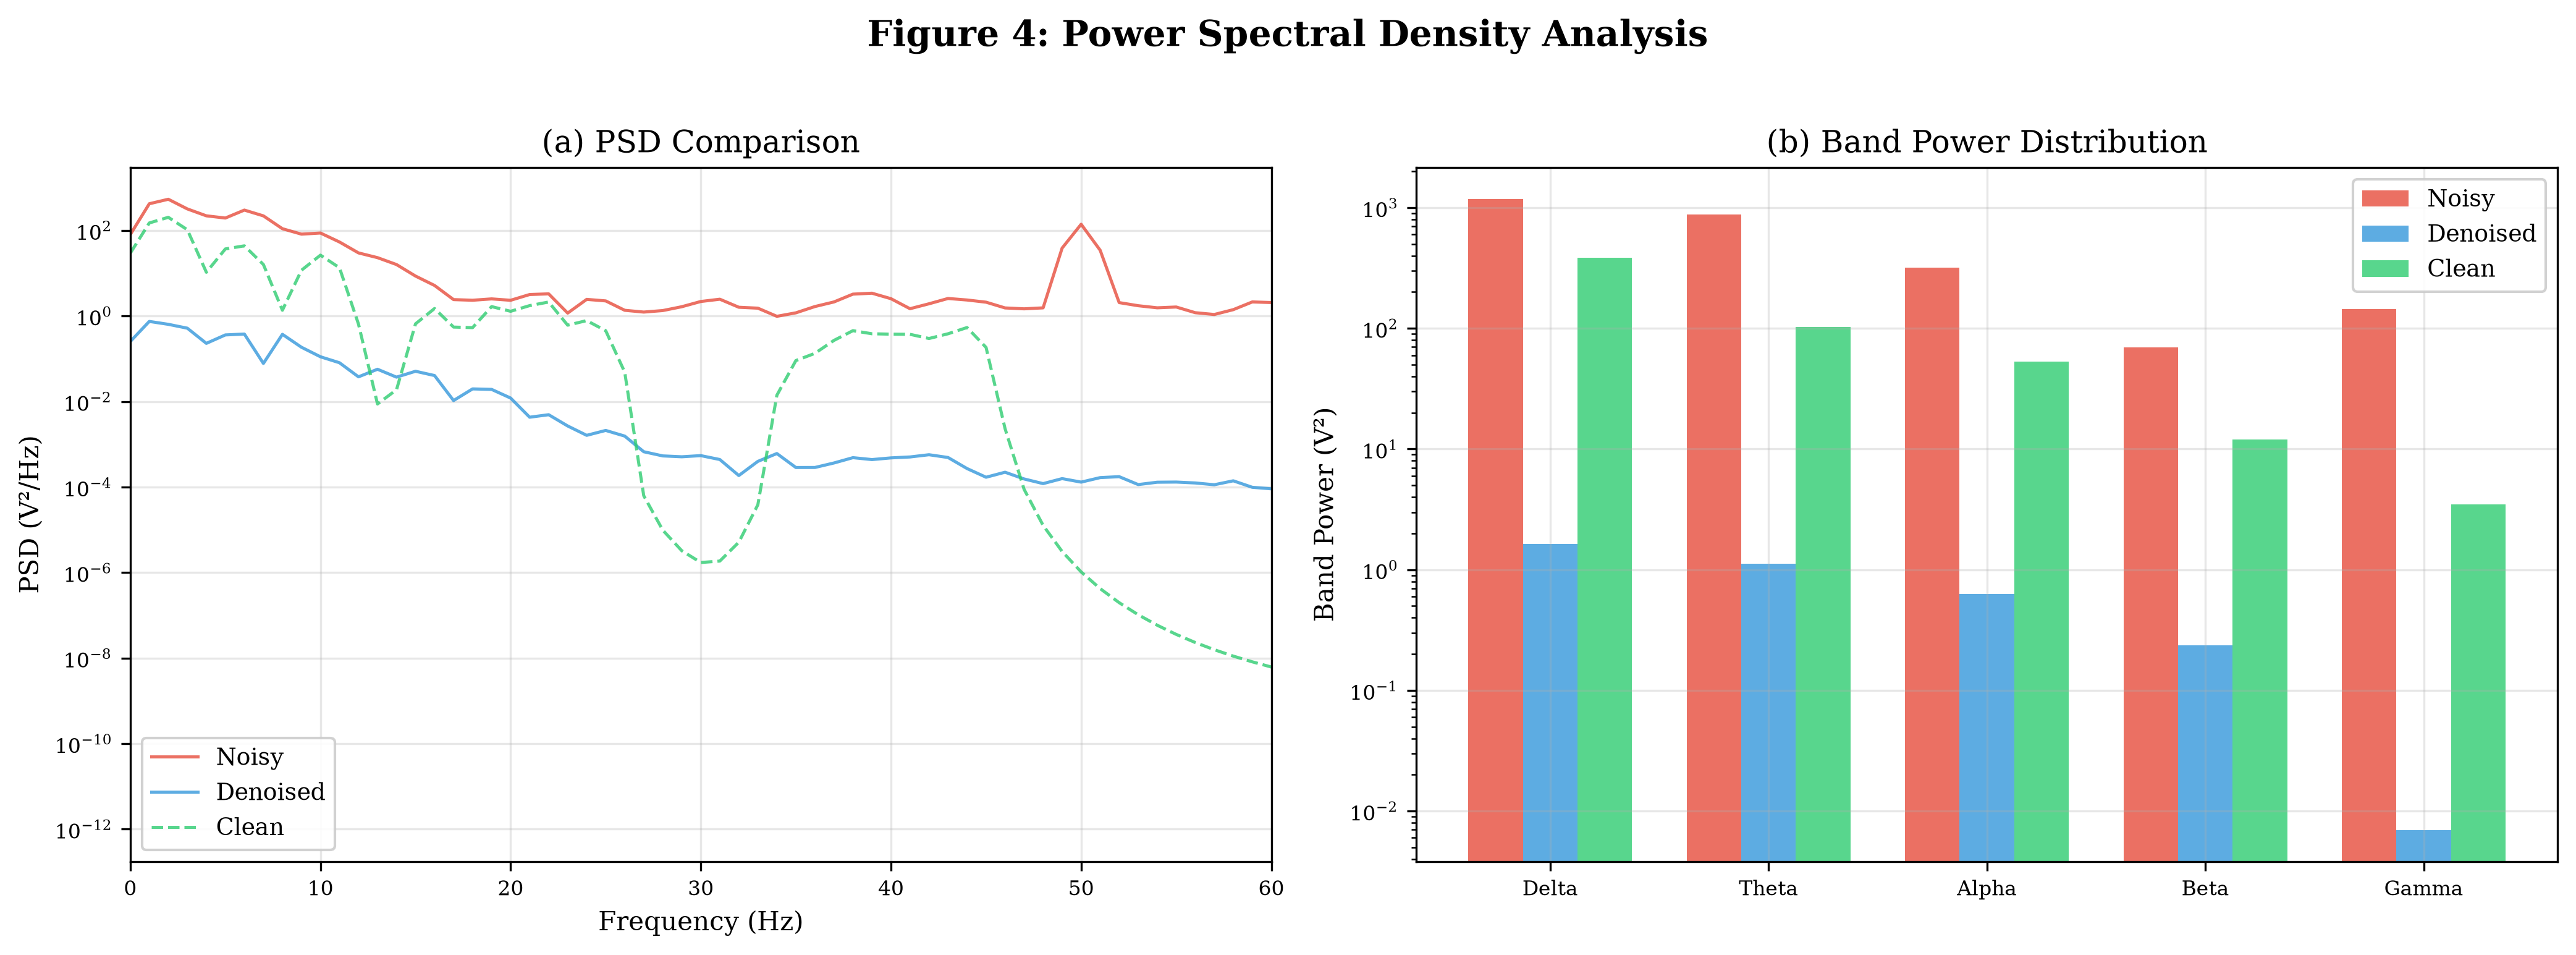 Figure 4: Power Spectral Density Analysis
(a) PSD Comparison
PSD (V²/Hz)
10²
10⁰
10⁻²
10⁻⁴
10⁻⁶
10⁻⁸
10⁻¹⁰
10⁻¹²
Noisy
Denoised
Clean
0 10 20 30 40 50 60
Frequency (Hz)
(b) Band Power Distribution
Band Power (V²)
10³
10²
10¹
10⁰
10⁻¹
10⁻²
Noisy
Denoised
Clean
Delta Theta Alpha Beta Gamma